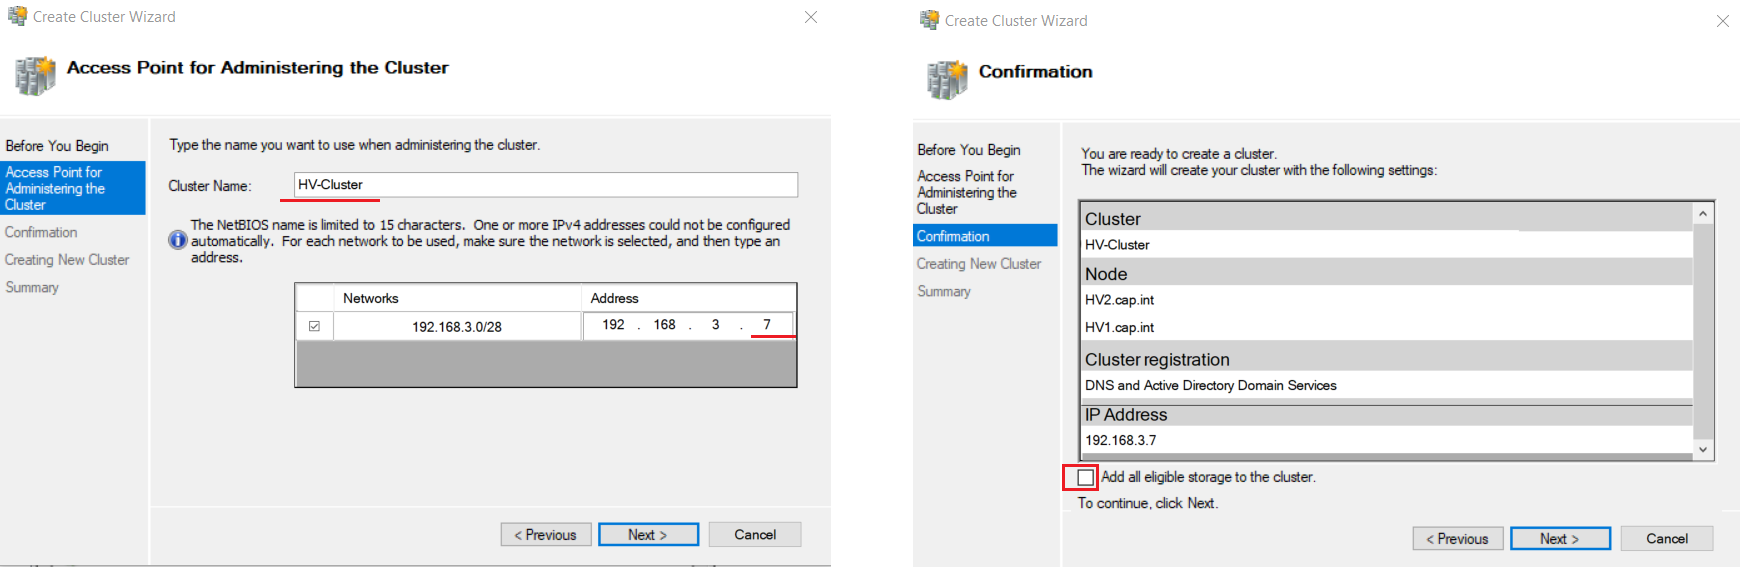 Create Cluster Wizard
Access Point for Administering the Cluster
Before You Begin
Access Point for
Administering the
Cluster
Confirmation
Creating New Cluster
Summary
Type the name you want to use when administering the cluster.
Cluster Name: HV-Cluster
The NetBIOS name is limited to 15 characters. One or more IPv4 addresses could not be configured
automatically. For each network to be used, make sure the network is selected, and then type an
address.
Networks Address
192.168.3.0/28 192 . 168 . 3 . 7
< Previous Next > Cancel
Create Cluster Wizard
Confirmation
Before You Begin
Access Point for
Administering the
Cluster
Confirmation
Creating New Cluster
Summary
You are ready to create a cluster.
The wizard will create your cluster with the following settings:
Cluster
HV-Cluster
Node
HV2.cap.int
HV1.cap.int
Cluster registration
DNS and Active Directory Domain Services
IP Address
192.168.3.7
Add all eligible storage to the cluster.
To continue, click Next.
< Previous Next > Cancel